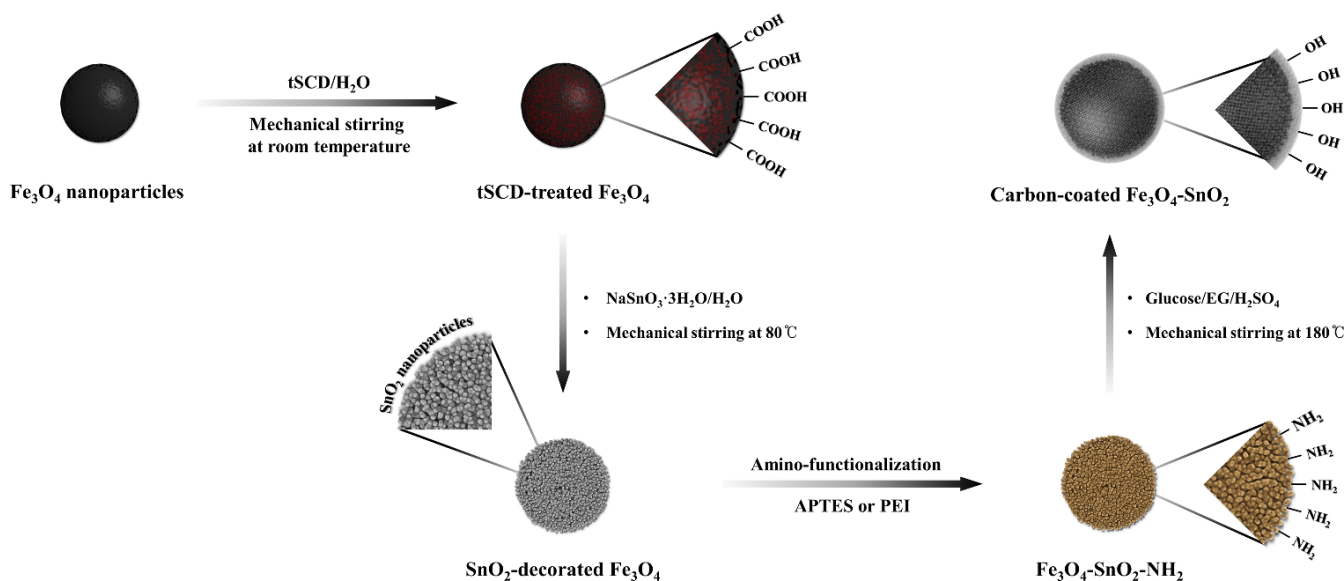 tSCD/H₂O
Mechanical stirring
at room temperature
Fe₃O₄ nanoparticles
COOH
COOH
COOH
COOH
COOH
tSCD-treated Fe₃O₄
OH
OH
OH
OH
OH
Carbon-coated Fe₃O₄-SnO₂
• NaSnO₃·3H₂O/H₂O
• Mechanical stirring at 80℃
• Glucose/EG/H₂SO₄
• Mechanical stirring at 180℃
SnO₂ nanoparticles
SnO₂-decorated Fe₃O₄
Amino-functionalization
APTES or PEI
NH₂
NH₂
NH₂
NH₂
NH₂
Fe₃O₄-SnO₂-NH₂